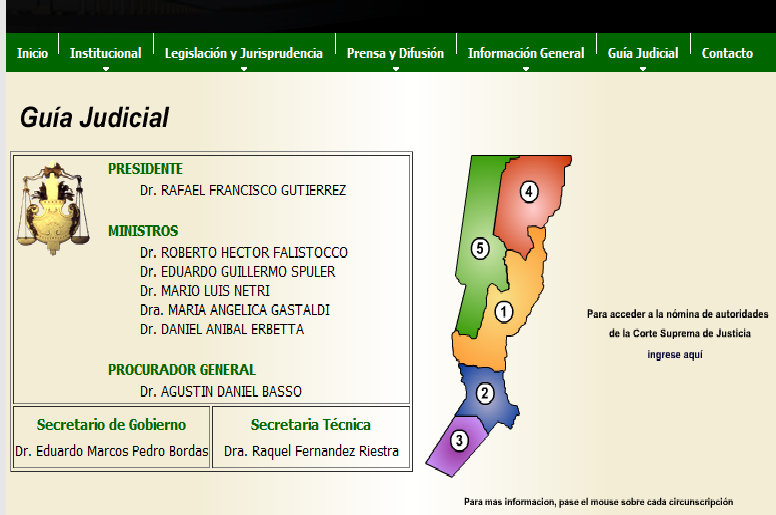 Inicio Institucional Legislación y Jurisprudencia Prensa y Difusión Información General Guía Judicial Contacto
Guía Judicial
PRESIDENTE
Dr. RAFAEL FRANCISCO GUTIERREZ
MINISTROS
Dr. ROBERTO HECTOR FALISTOCCO
Dr. EDUARDO GUILLERMO SPULER
Dr. MARIO LUIS NETRI
Dra. MARIA ANGELICA GASTALDI
Dr. DANIEL ANIBAL ERBETTA
PROCURADOR GENERAL
Dr. AGUSTIN DANIEL BASSO
Secretario de Gobierno
Dr. Eduardo Marcos Pedro Bordas
Secretaria Técnica
Dra. Raquel Fernandez Riestra
4
5
1
2
3
Para acceder a la nómina de autoridades
de la Corte Suprema de Justicia
ingrese aquí
Para mas informacion, pase el mouse sobre cada circunscripción